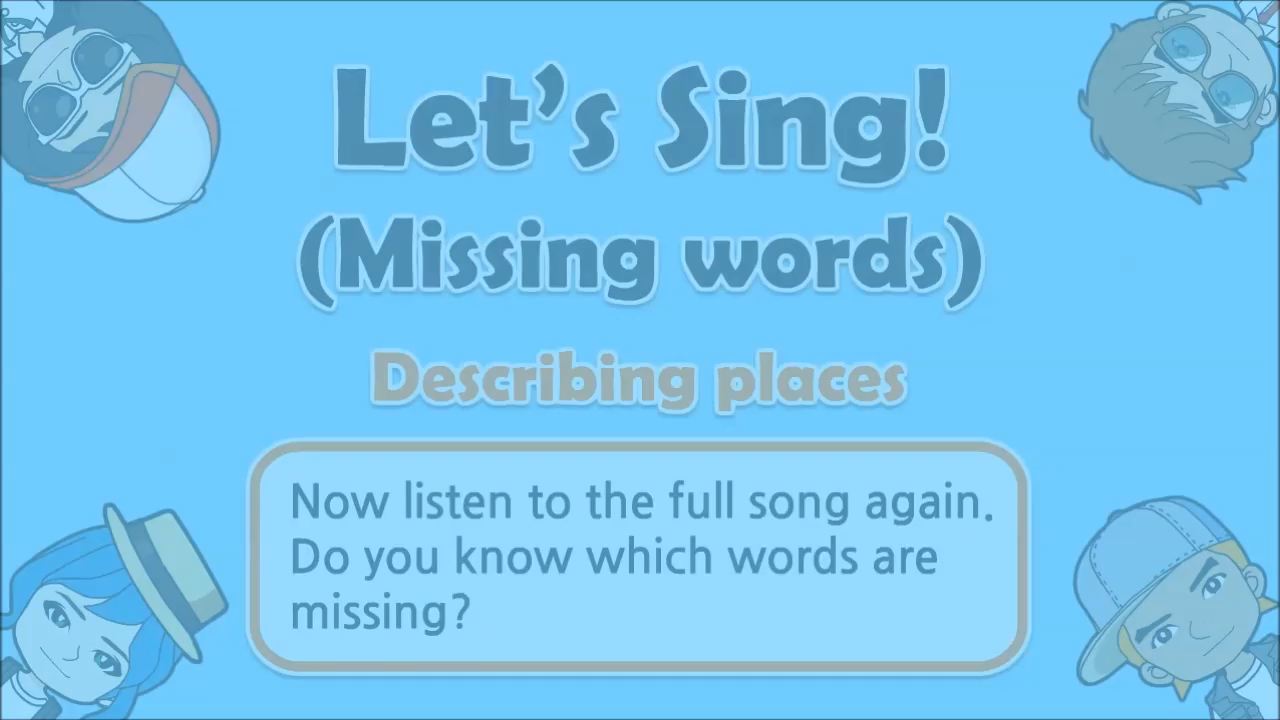 Let's Sing!
(Missing words)
Describing places
Now listen to the full song again.
Do you know which words are
missing?